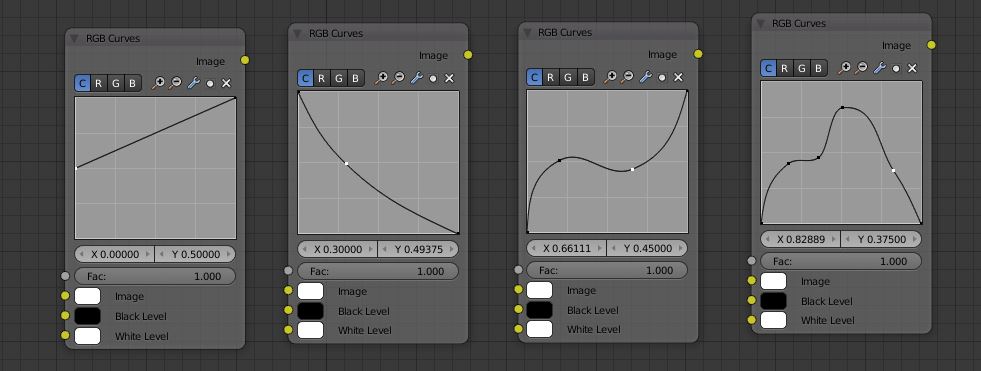 RGB Curves
Image
C R G B
X 0.00000 Y 0.50000
Fac: 1.000
Image
Black Level
White Level
RGB Curves
Image
C R G B
X 0.30000 Y 0.49375
Fac: 1.000
Image
Black Level
White Level
RGB Curves
Image
C R G B
X 0.66111 Y 0.45000
Fac: 1.000
Image
Black Level
White Level
RGB Curves
Image
C R G B
X 0.82889 Y 0.37500
Fac: 1.000
Image
Black Level
White Level